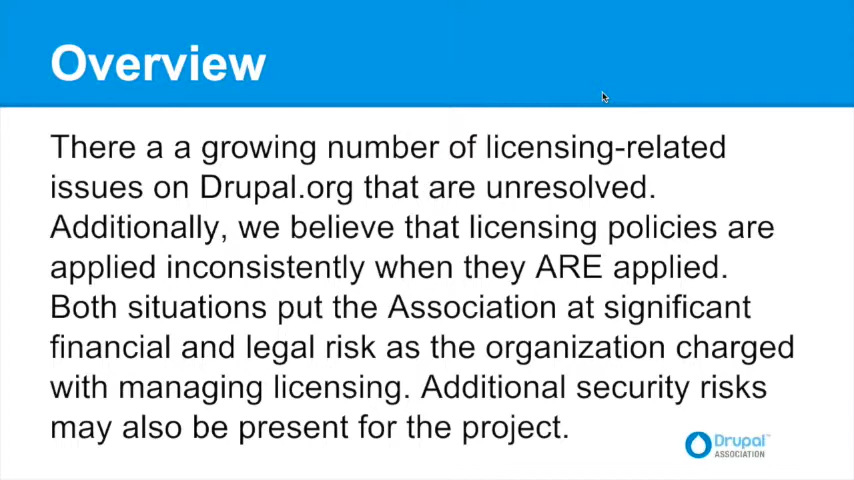 Overview
There a a growing number of licensing-related
issues on Drupal.org that are unresolved.
Additionally, we believe that licensing policies are
applied inconsistently when they ARE applied.
Both situations put the Association at significant
financial and legal risk as the organization charged
with managing licensing. Additional security risks
may also be present for the project.
Drupal™
ASSOCIATION